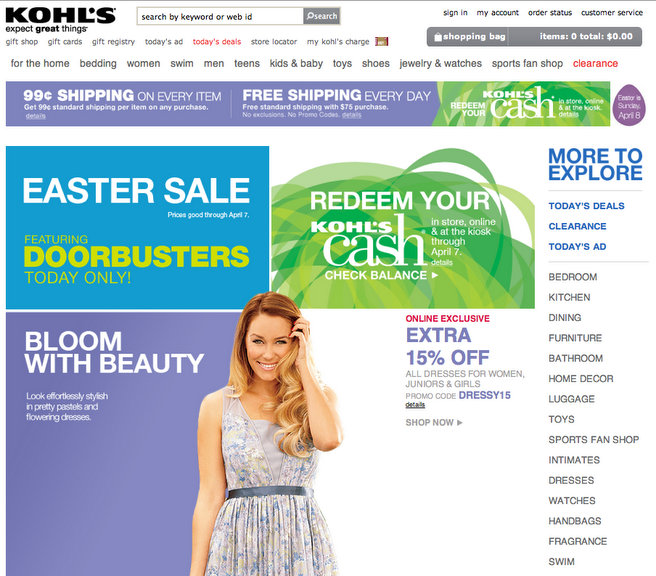 KOHL'S
expect great things
search by keyword or web id
Search
sign in my account order status customer service
shopping bag items: 0 total: $0.00
gift shop gift cards gift registry today's ad today's deals store locator my kohl's charge
for the home bedding women swim men teens kids & baby toys shoes jewelry & watches sports fan shop clearance
99¢ SHIPPING ON EVERY ITEM
Get 99¢ standard shipping per item on any purchase.
details
FREE SHIPPING EVERY DAY
Free standard shipping with $75 purchase.
No exclusions. No Promo Codes. details
REDEEM
YOUR
KOHL'S
cash
in store, online
& at the kiosk
details
Easter is
Sunday,
April 8
EASTER SALE
Prices good through April 7.
FEATURING
DOORBUSTERS
TODAY ONLY!
REDEEM YOUR
KOHL'S
cash
in store, online
& at the kiosk
through
April 7.
details
CHECK BALANCE
BLOOM
WITH BEAUTY
Look effortlessly stylish
in pretty pastels and
flowering dresses.
ONLINE EXCLUSIVE
EXTRA
15% OFF
ALL DRESSES FOR WOMEN,
JUNIORS & GIRLS
PROMO CODE DRESSY15
details
SHOP NOW
MORE TO
EXPLORE
TODAY'S DEALS
CLEARANCE
TODAY'S AD
BEDROOM
KITCHEN
DINING
FURNITURE
BATHROOM
HOME DECOR
LUGGAGE
TOYS
SPORTS FAN SHOP
INTIMATES
DRESSES
WATCHES
HANDBAGS
FRAGRANCE
SWIM